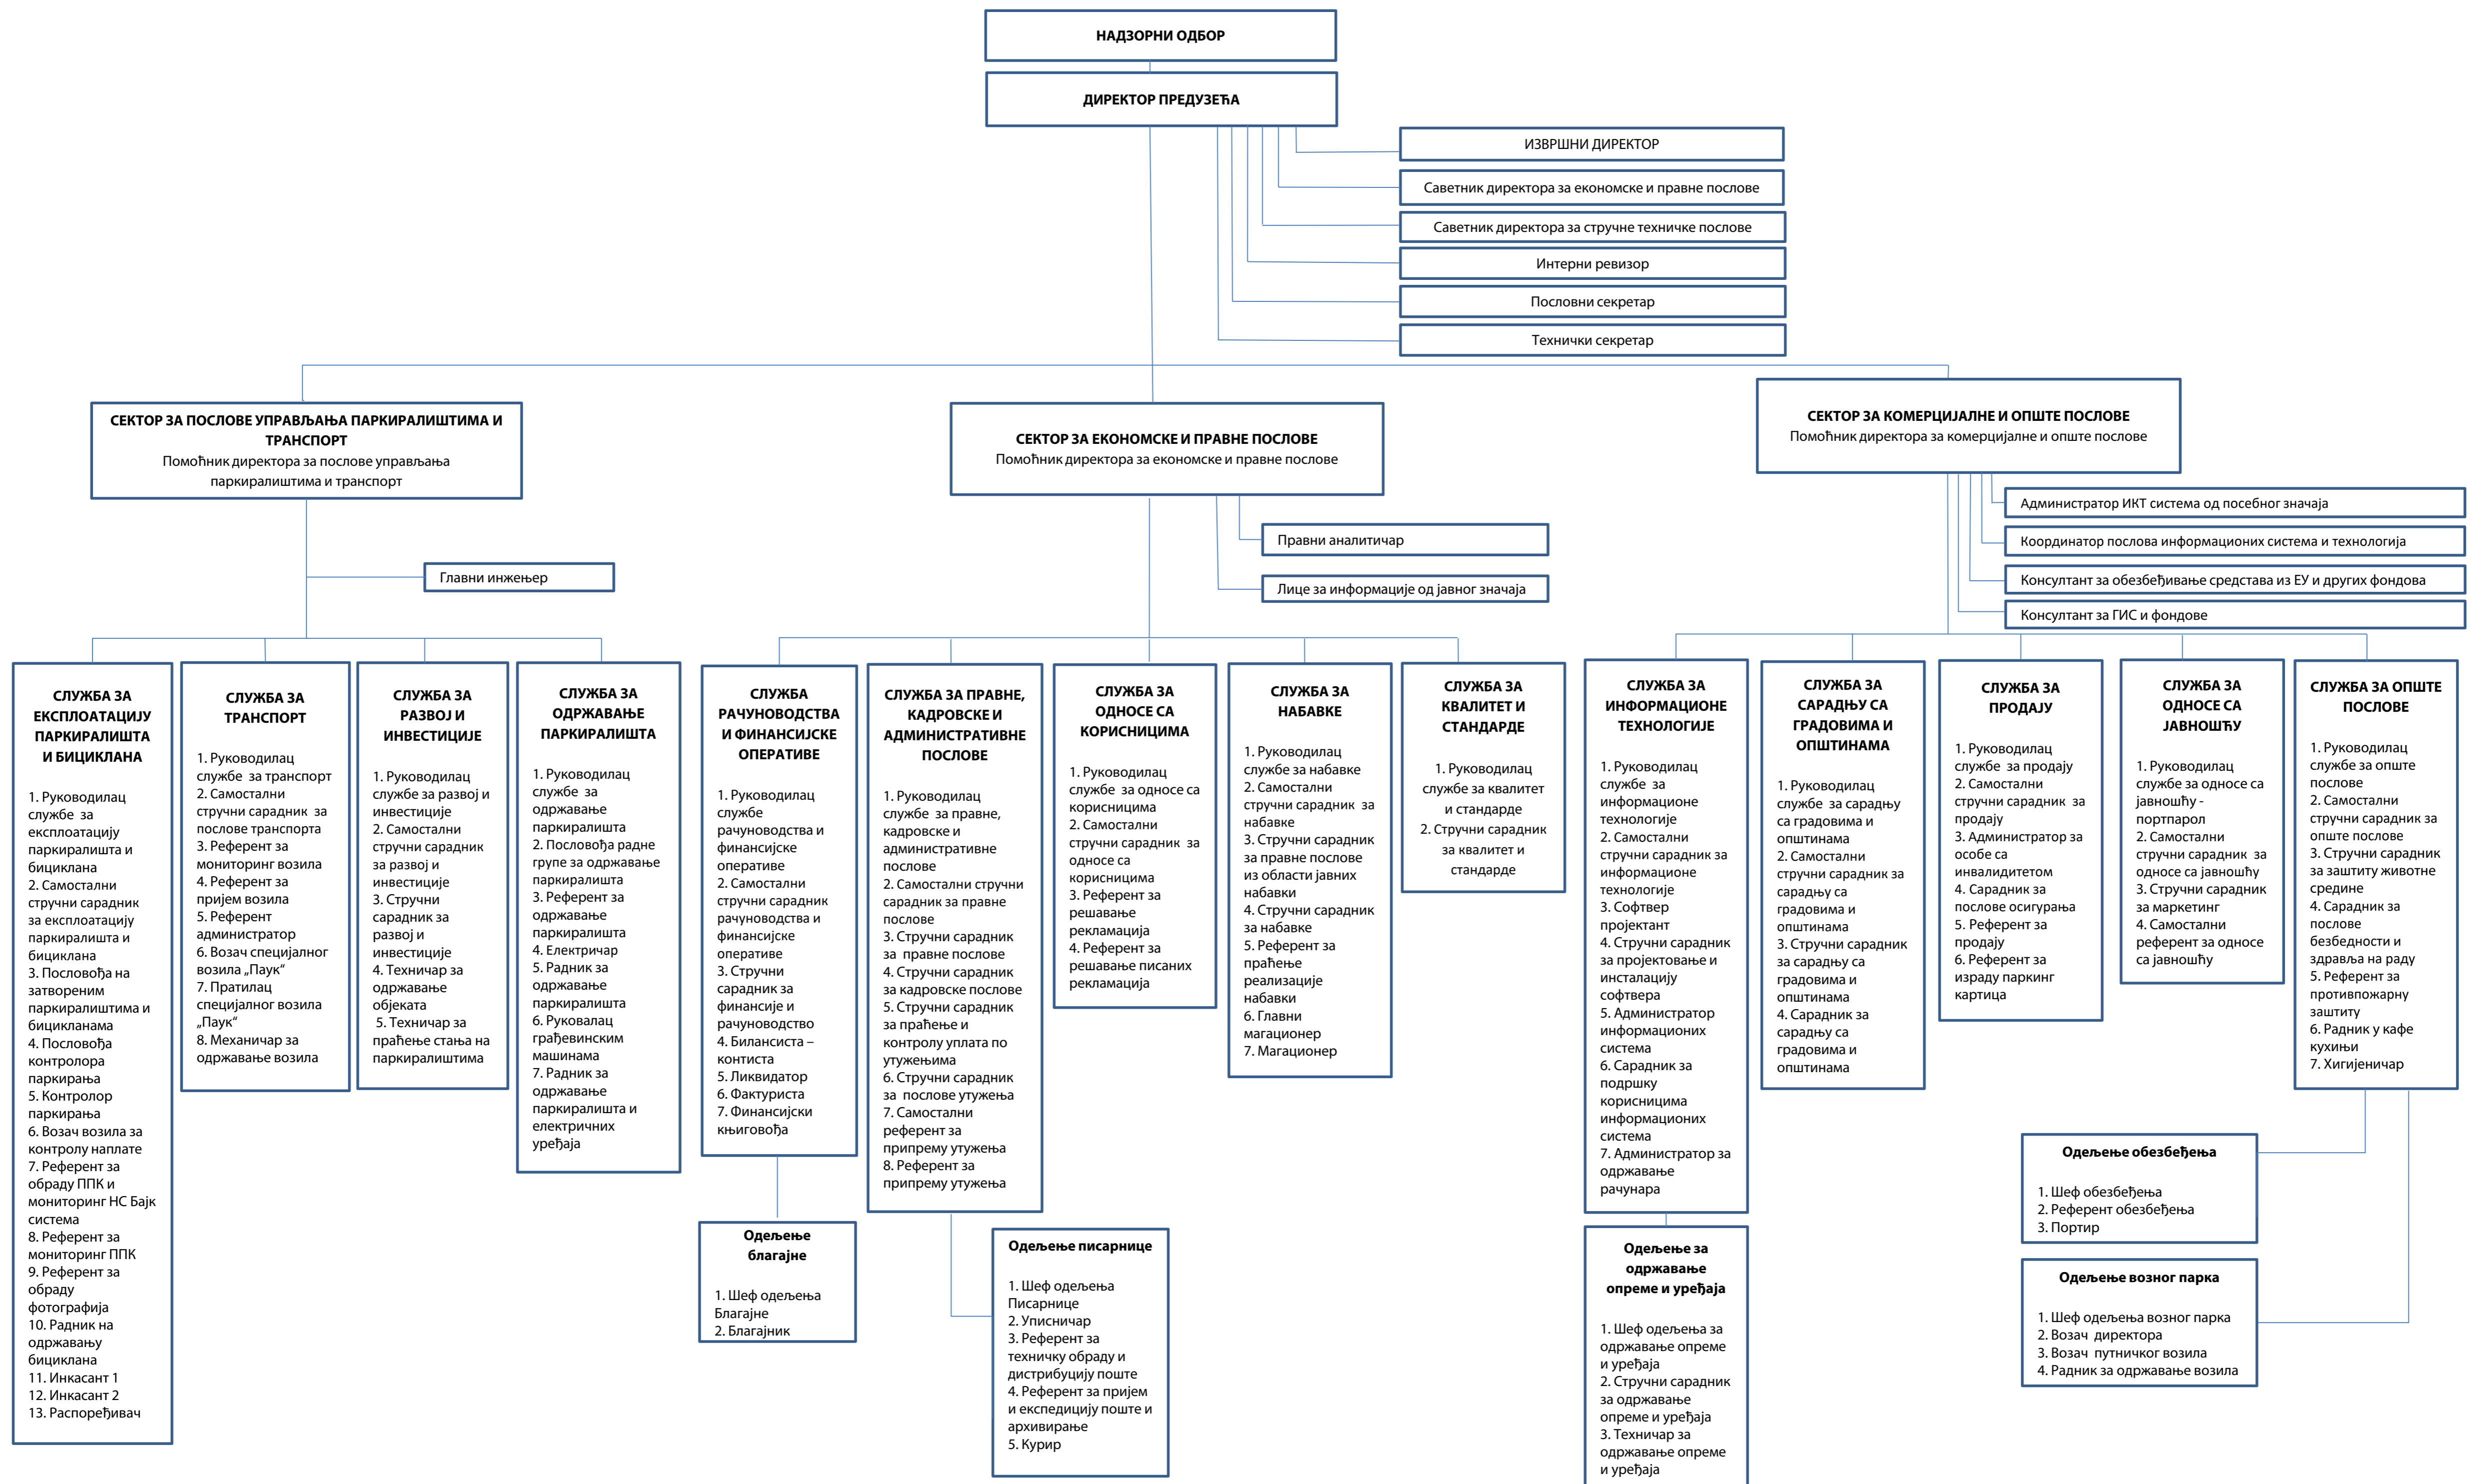 НАДЗОРНИ ОДБОР
ДИРЕКТОР ПРЕДУЗЕЋА
ИЗВРШНИ ДИРЕКТОР
Саветник директора за економске и правне послове
Саветник директора за стручне техничке послове
Интерни ревизор
Пословни секретар
Технички секретар
СЕКТОР ЗА ПОСЛОВЕ УПРАВЉАЊА ПАРКИРАЛИШТИМА И
ТРАНСПОРТ
Помоћник директора за послове управљања
паркиралиштима и транспорт
СЕКТОР ЗА ЕКОНОМСКЕ И ПРАВНЕ ПОСЛОВЕ
Помоћник директора за економске и правне послове
СЕКТОР ЗА КОМЕРЦИЈАЛНЕ И ОПШТЕ ПОСЛОВЕ
Помоћник директора за комерцијалне и опште послове
Главни инжењер
Правни аналитичар
Лице за информације од јавног значаја
Администратор ИКТ система од посебног значаја
Координатор послова информационих система и технологија
Консултант за обезбеђивање средстава из ЕУ и других фондова
Консултант за ГИС и фондове
СЛУЖБА ЗА
ЕКСПЛОАТАЦИЈУ
ПАРКИРАЛИШТА
И БИЦИКЛАНА
1. Руководилац
службе за
експлоатацију
паркиралишта и
бициклана
2. Самостални
стручни сарадник
за експлоатацију
паркиралишта и
бициклана
3. Пословођа на
затвореним
паркиралиштима и
бицикланама
4. Пословођа
контролора
паркирања
5. Контролор
паркирања
6. Возач возила за
контролу наплате
7. Референт за
обраду ППК и
мониторинг НС Бајк
система
8. Референт за
мониторинг ППК
9. Референт за
обраду
фотографија
10. Радник на
одржавању
бициклана
11. Инкасант 1
12. Инкасант 2
13. Распоређивач
СЛУЖБА ЗА
ТРАНСПОРТ
1. Руководилац
службе за транспорт
2. Самостални
стручни сарадник за
послове транспорта
3. Референт за
мониторинг возила
4. Референт за
пријем возила
5. Референт
администратор
6. Возач специјалног
возила „Паук“
7. Пратилац
специјалног возила
„Паук“
8. Механичар за
одржавање возила
СЛУЖБА ЗА
РАЗВОЈ И
ИНВЕСТИЦИЈЕ
1. Руководилац
службе за развој и
инвестиције
2. Самостални
стручни сарадник
за развој и
инвестиције
3. Стручни
сарадник за
развој и
инвестиције
4. Техничар за
одржавање
објеката
5. Техничар за
праћење стања на
паркиралиштима
СЛУЖБА ЗА
ОДРЖАВАЊЕ
ПАРКИРАЛИШТА
1. Руководилац
службе за
одржавање
паркиралишта
2. Пословођа радне
групе за одржавање
паркиралишта
3. Референт за
одржавање
паркиралишта
4. Електричар
5. Радник за
одржавање
паркиралишта
6. Руковалац
грађевинским
машинама
7. Радник за
одржавање
паркиралишта и
електричних
уређаја
СЛУЖБА
РАЧУНОВОДСТВА
И ФИНАНСИЈСКЕ
ОПЕРАТИВЕ
1. Руководилац
службе
рачуноводства и
финансијске
оперативе
2. Самостални
стручни сарадник
рачуноводства и
финансијске
оперативе
3. Стручни
сарадник за
финансије и
рачуноводство
4. Билансиста –
контиста
5. Ликвидатор
6. Фактуриста
7. Финансијски
књиговођа
СЛУЖБА ЗА ПРАВНЕ,
КАДРОВСКЕ И
АДМИНИСТРАТИВНЕ
ПОСЛОВЕ
1. Руководилац
службе за правне,
кадровске и
административне
послове
2. Самостални стручни
сарадник за правне
послове
3. Стручни сарадник
за правне послове
4. Стручни сарадник
за кадровске послове
5. Стручни сарадник
за праћење и
контролу уплата по
утужењима
6. Стручни сарадник
за послове утужења
7. Самостални
референт за
припрему утужења
8. Референт за
припрему утужења
СЛУЖБА ЗА
ОДНОСЕ СА
КОРИСНИЦИМА
1. Руководилац
службе за односе са
корисницима
2. Самостални
стручни сарадник за
односе са
корисницима
3. Референт за
решавање
рекламација
4. Референт за
решавање писаних
рекламација
СЛУЖБА ЗА
НАБАВКЕ
1. Руководилац
службе за набавке
2. Самостални
стручни сарадник за
набавке
3. Стручни сарадник
за правне послове
из области јавних
набавки
4. Стручни сарадник
за набавке
5. Референт за
праћење
реализације
набавки
6. Главни
магационер
7. Магационер
СЛУЖБА ЗА
КВАЛИТЕТ И
СТАНДАРДЕ
1. Руководилац
службе за квалитет
и стандарде
2. Стручни сарадник
за квалитет и
стандарде
СЛУЖБА ЗА
ИНФОРМАЦИОНЕ
ТЕХНОЛОГИЈЕ
1. Руководилац
службе за
информационе
технологије
2. Самостални
стручни сарадник за
информационе
технологије
3. Софтвер
пројектант
4. Стручни сарадник
за пројектовање и
инсталацију
софтвера
5. Администратор
информационих
система
6. Сарадник за
подршку
корисницима
информационих
система
7. Администратор за
одржавање
рачунара
СЛУЖБА ЗА
САРАДЊУ СА
ГРАДОВИМА И
ОПШТИНАМА
1. Руководилац
службе за сарадњу
са градовима и
општинама
2. Самостални
стручни сарадник за
сарадњу са
градовима и
општинама
3. Стручни сарадник
за сарадњу са
градовима и
општинама
4. Сарадник за
сарадњу са
градовима и
општинама
СЛУЖБА ЗА
ПРОДАЈУ
1. Руководилац
службе за продају
2. Самостални
стручни сарадник за
продају
3. Администратор за
особе са
инвалидитетом
4. Сарадник за
послове осигурања
5. Референт за
продају
6. Референт за
израду паркинг
картица
СЛУЖБА ЗА
ОДНОСЕ СА
ЈАВНОШЋУ
1. Руководилац
службе за односе са
јавношћу -
портпарол
2. Самостални
стручни сарадник за
односе са јавношћу
3. Стручни сарадник
за маркетинг
4. Самостални
референт за односе
са јавношћу
СЛУЖБА ЗА ОПШТЕ
ПОСЛОВЕ
1. Руководилац
службе за опште
послове
2. Самостални
стручни сарадник за
опште послове
3. Стручни сарадник
за заштиту животне
средине
4. Сарадник за
послове
безбедности и
здравља на раду
5. Референт за
противпожарну
заштиту
6. Радник у кафе
кухињи
7. Хигијеничар
Одељење
благајне
1. Шеф одељења
Благајне
2. Благајник
Одељење писарнице
1. Шеф одељења
Писарнице
2. Уписничар
3. Референт за
техничку обраду и
дистрибуцију поште
4. Референт за пријем
и експедицију поште и
архивирање
5. Курир
Одељење за
одржавање
опреме и уређаја
1. Шеф одељења за
одржавање опреме
и уређаја
2. Стручни сарадник
за одржавање
опреме и уређаја
3. Техничар за
одржавање опреме
и уређаја
Одељење обезбеђења
1. Шеф обезбеђења
2. Референт обезбеђења
3. Портир
Одељење возног парка
1. Шеф одељења возног парка
2. Возач директора
3. Возач путничког возила
4. Радник за одржавање возила